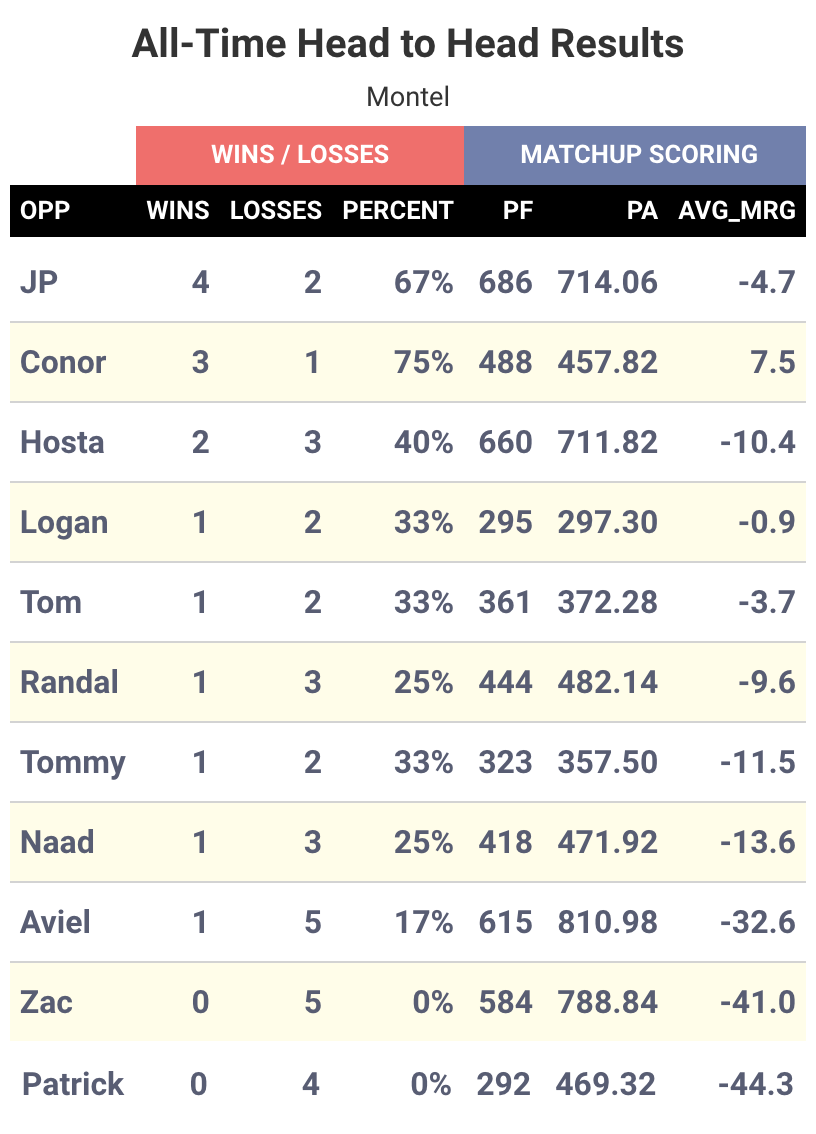 All-Time Head to Head Results
Montel
WINS / LOSSES MATCHUP SCORING
OPP WINS LOSSES PERCENT PF PA AVG_MRG
JP 4 2 67% 686 714.06 -4.7
Conor 3 1 75% 488 457.82 7.5
Hosta 2 3 40% 660 711.82 -10.4
Logan 1 2 33% 295 297.30 -0.9
Tom 1 2 33% 361 372.28 -3.7
Randal 1 3 25% 444 482.14 -9.6
Tommy 1 2 33% 323 357.50 -11.5
Naad 1 3 25% 418 471.92 -13.6
Aviel 1 5 17% 615 810.98 -32.6
Zac 0 5 0% 584 788.84 -41.0
Patrick 0 4 0% 292 469.32 -44.3